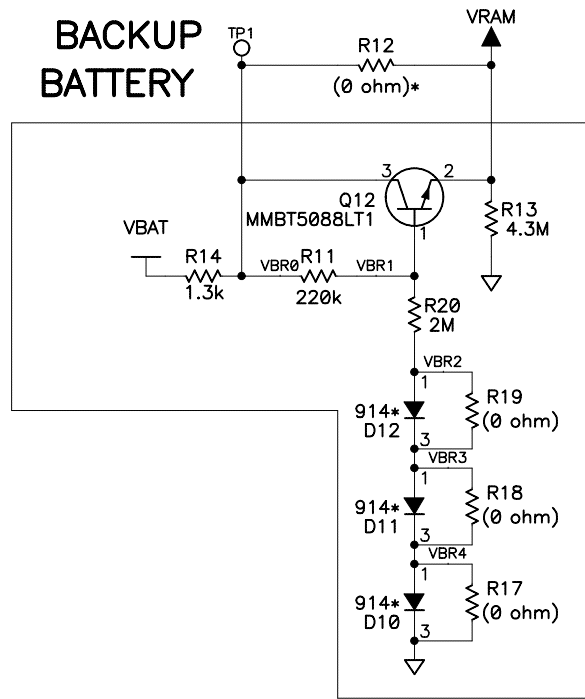 BACKUP
BATTERY
TP1
R12
(0 ohm)*
VRAM
3
2
Q12
MMBT5088LT1
1
R13
4.3M
VBAT
R14
1.3k
VBR0
R11
220k
VBR1
R20
2M
VBR2
1
914*
D12
3
R19
(0 ohm)
VBR3
1
914*
D11
3
R18
(0 ohm)
VBR4
1
914*
D10
3
R17
(0 ohm)